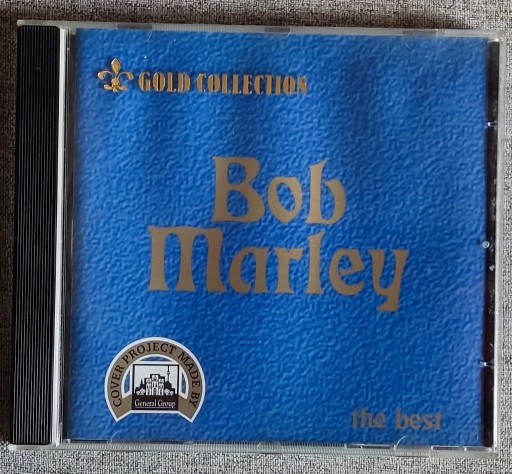 GOLD COLLECTION
Bob
Marley
COVER PROJECT MADE BY
General Group
the best